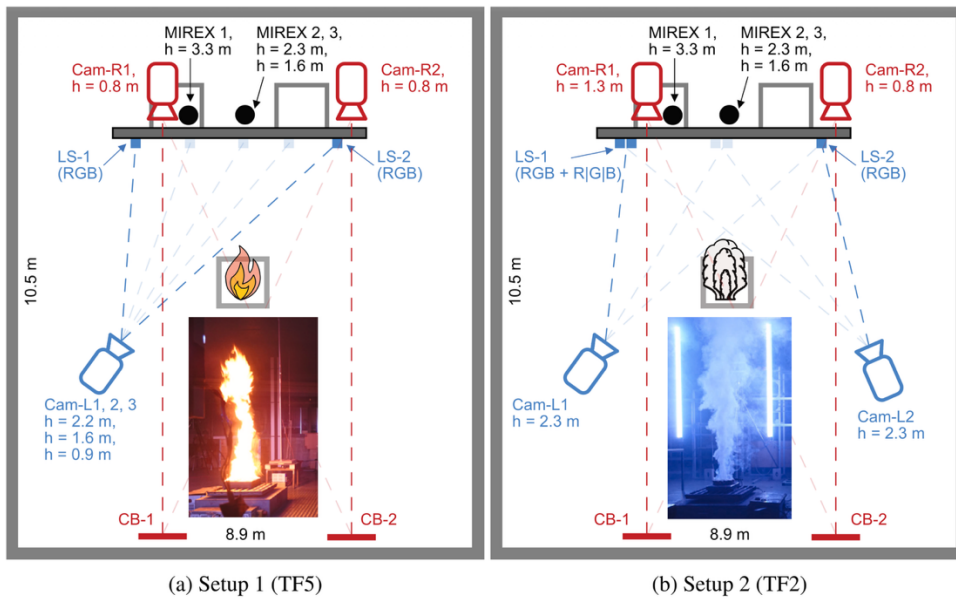 MIREX 1,
h = 3.3 m
MIREX 2, 3,
h = 2.3 m,
h = 1.6 m
Cam-R1,
h = 0.8 m
Cam-R2,
h = 0.8 m
LS-1
(RGB)
LS-2
(RGB)
10.5 m
Cam-L1, 2, 3
h = 2.2 m,
h = 1.6 m,
h = 0.9 m
CB-1
CB-2
8.9 m
(a) Setup 1 (TF5)
MIREX 1,
h = 3.3 m
MIREX 2, 3,
h = 2.3 m,
h = 1.6 m
Cam-R1,
h = 1.3 m
Cam-R2,
h = 0.8 m
LS-1
(RGB + R|G|B)
LS-2
(RGB)
10.5 m
Cam-L1
h = 2.3 m
Cam-L2
h = 2.3 m
CB-1
CB-2
8.9 m
(b) Setup 2 (TF2)